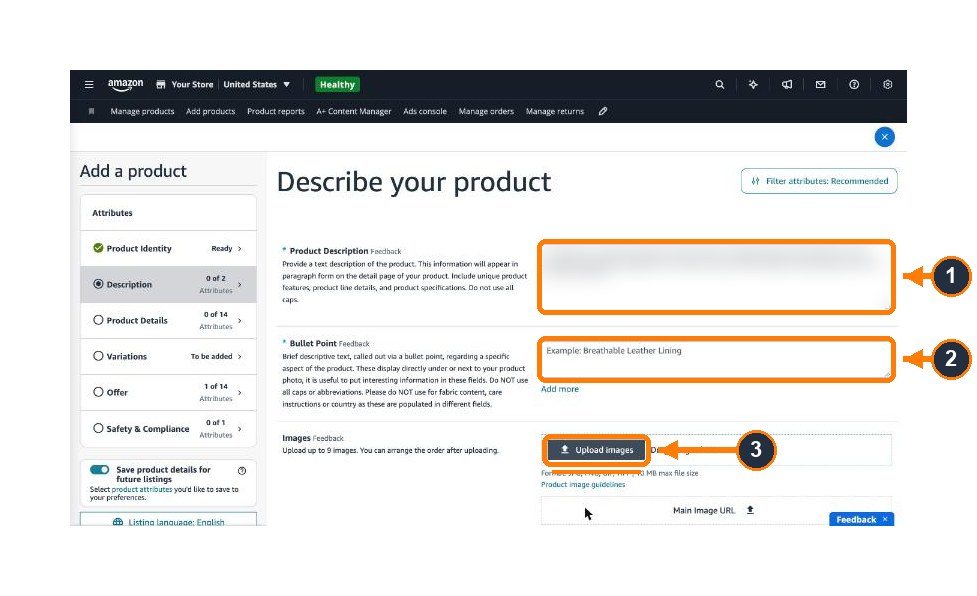 amazon Your Store United States Healthy
Manage products Add products Product reports A+ Content Manager Ads console Manage orders Manage returns
Add a product
Attributes
Product Identity Ready
Description 0 of 2 Attributes
Product Details 0 of 14 Attributes
Variations To be added
Offer 1 of 14 Attributes
Safety & Compliance 0 of 1 Attributes
Save product details for
future listings
Select product attributes you'd like to save to
your preferences.
Listing language: English
Describe your product
Filter attributes: Recommended
* Product Description Feedback
Provide a text description of the product. This information will appear in
paragraph form on the detail page of your product. Include unique product
features, product line details, and product specifications. Do not use all
caps.
1
* Bullet Point Feedback
Brief descriptive text, called out via a bullet point, regarding a specific
aspect of the product. These display directly under or next to your product
photo, it is useful to put interesting information in these fields. Do NOT use
all caps or abbreviations. Please do NOT use for fabric content, care
instructions or country as these are populated in different fields.
Example: Breathable Leather Lining
2
Add more
Images Feedback
Upload up to 9 images. You can arrange the order after uploading.
Upload images
3
MB max file size
Product image guidelines
Main Image URL
Feedback ×